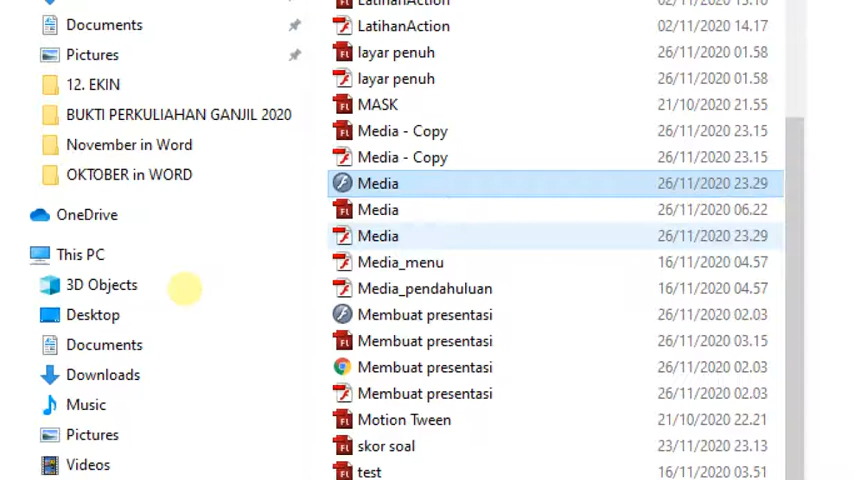 LatihanAction 02/11/2020 13.10
Documents
LatihanAction 02/11/2020 14.17
Pictures
layar penuh 26/11/2020 01.58
layar penuh 26/11/2020 01.58
12. EKIN
MASK 21/10/2020 21.55
BUKTI PERKULIAHAN GANJIL 2020
Media - Copy 26/11/2020 23.15
November in Word
Media - Copy 26/11/2020 23.15
OKTOBER in WORD
Media 26/11/2020 23.29
OneDrive
Media 26/11/2020 06.22
Media 26/11/2020 23.29
This PC
Media_menu 16/11/2020 04.57
3D Objects
Media_pendahuluan 16/11/2020 04.57
Desktop
Membuat presentasi 26/11/2020 02.03
Documents
Membuat presentasi 26/11/2020 03.15
Downloads
Membuat presentasi 26/11/2020 02.03
Music
Membuat presentasi 26/11/2020 02.03
Pictures
Motion Tween 21/10/2020 22.21
Videos
skor soal 23/11/2020 23.13
test 16/11/2020 03.51